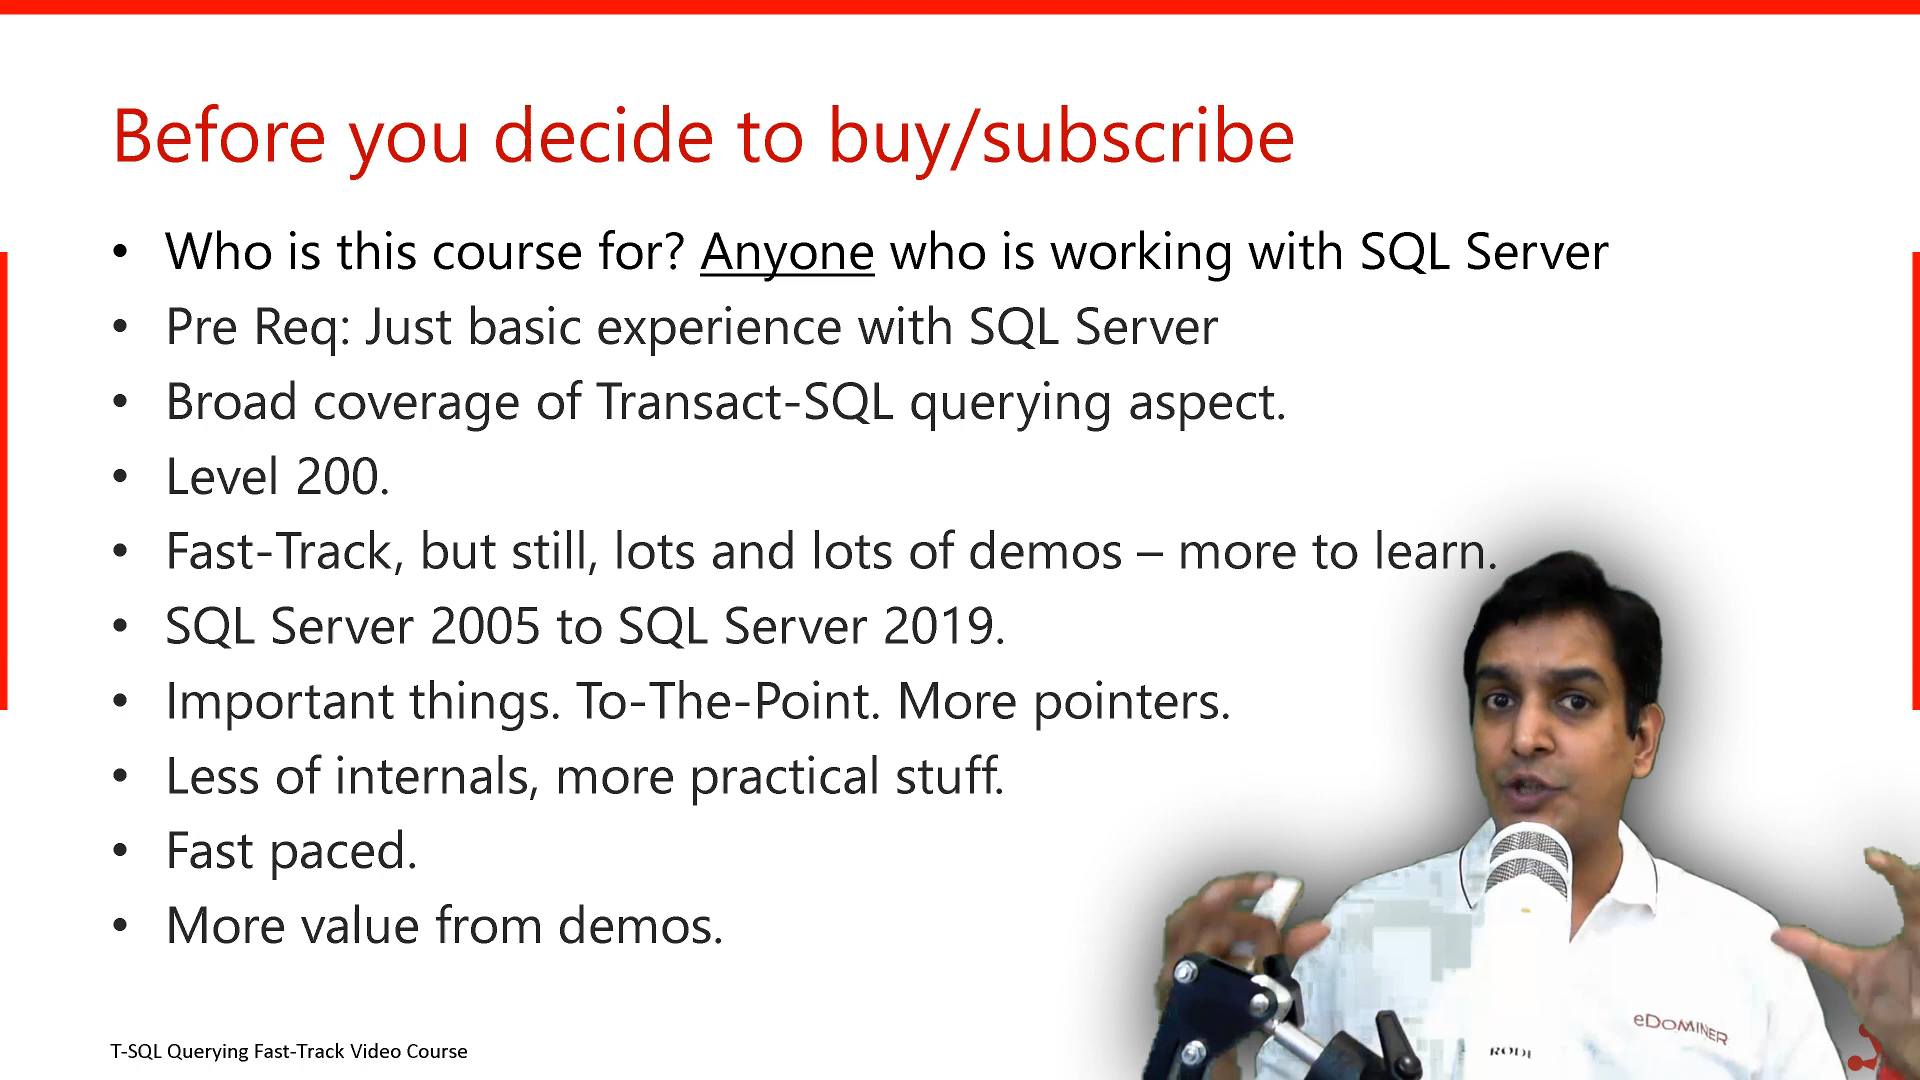 Before you decide to buy/subscribe
• Who is this course for? Anyone who is working with SQL Server
• Pre Req: Just basic experience with SQL Server
• Broad coverage of Transact-SQL querying aspect.
• Level 200.
• Fast-Track, but still, lots and lots of demos – more to learn.
• SQL Server 2005 to SQL Server 2019.
• Important things. To-The-Point. More pointers.
• Less of internals, more practical stuff.
• Fast paced.
• More value from demos.
eDoMINER
T-SQL Querying Fast-Track Video Course